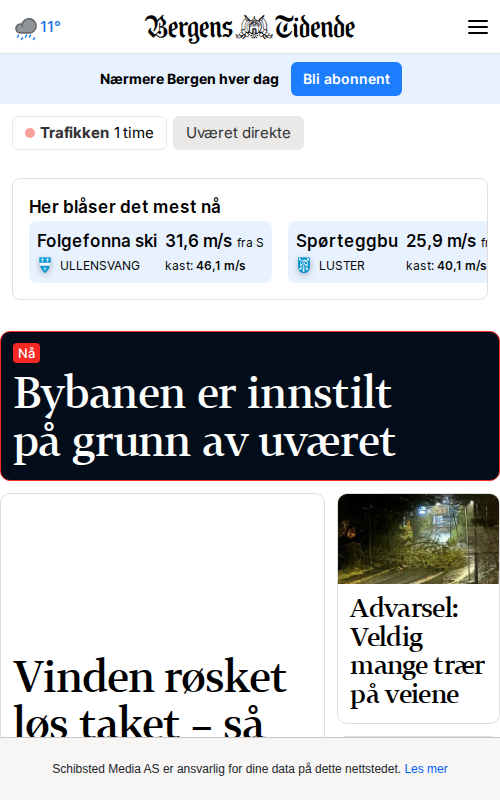 11°
Bergens Tidende
Nærmere Bergen hver dag
Bli abonnent
Trafikken 1 time
Uværet direkte
Her blåser det mest nå
Folgefonna ski 31,6 m/s fra S
ULLENSVANG kast: 46,1 m/s
Spørteggbu 25,9 m/s
LUSTER kast: 40,1 m/s
Nå
Bybanen er innstilt
på grunn av uværet
Vinden røsket
løs taket – så
Advarsel:
Veldig
mange trær
på veiene
Schibsted Media AS er ansvarlig for dine data på dette nettstedet. Les mer